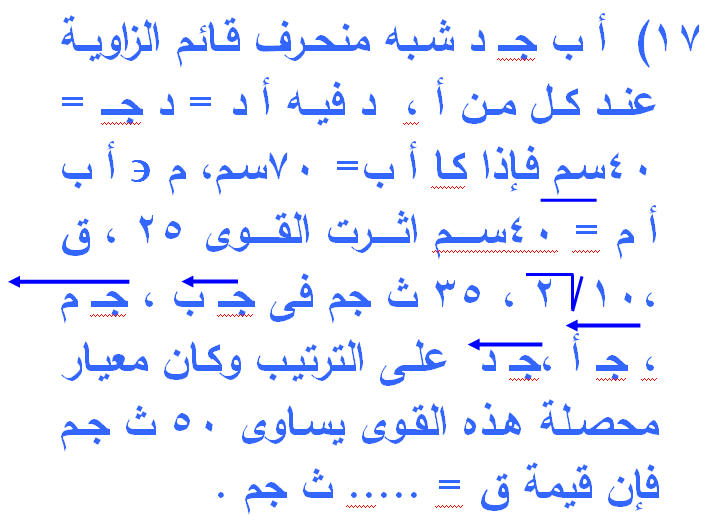 ١٧) أ ب جـ د شبه منحرف قائم الزاوية
عند كل من أ ، د فيه أ د = د جـ =
٤٠سم فإذا كا أ ب= ٧٠سم، م ∍ أ ب
أ م = ٤٠سم اثرت القوى ٢٥ ، ق
،١٠√٢ ، ٣٥ ث جم فى جـ ب ، جـ م
، جـ أ ،جـ د على الترتيب وكان معيار
محصلة هذه القوى يساوى ٥٠ ث جم
فإن قيمة ق = ..... ث جم .